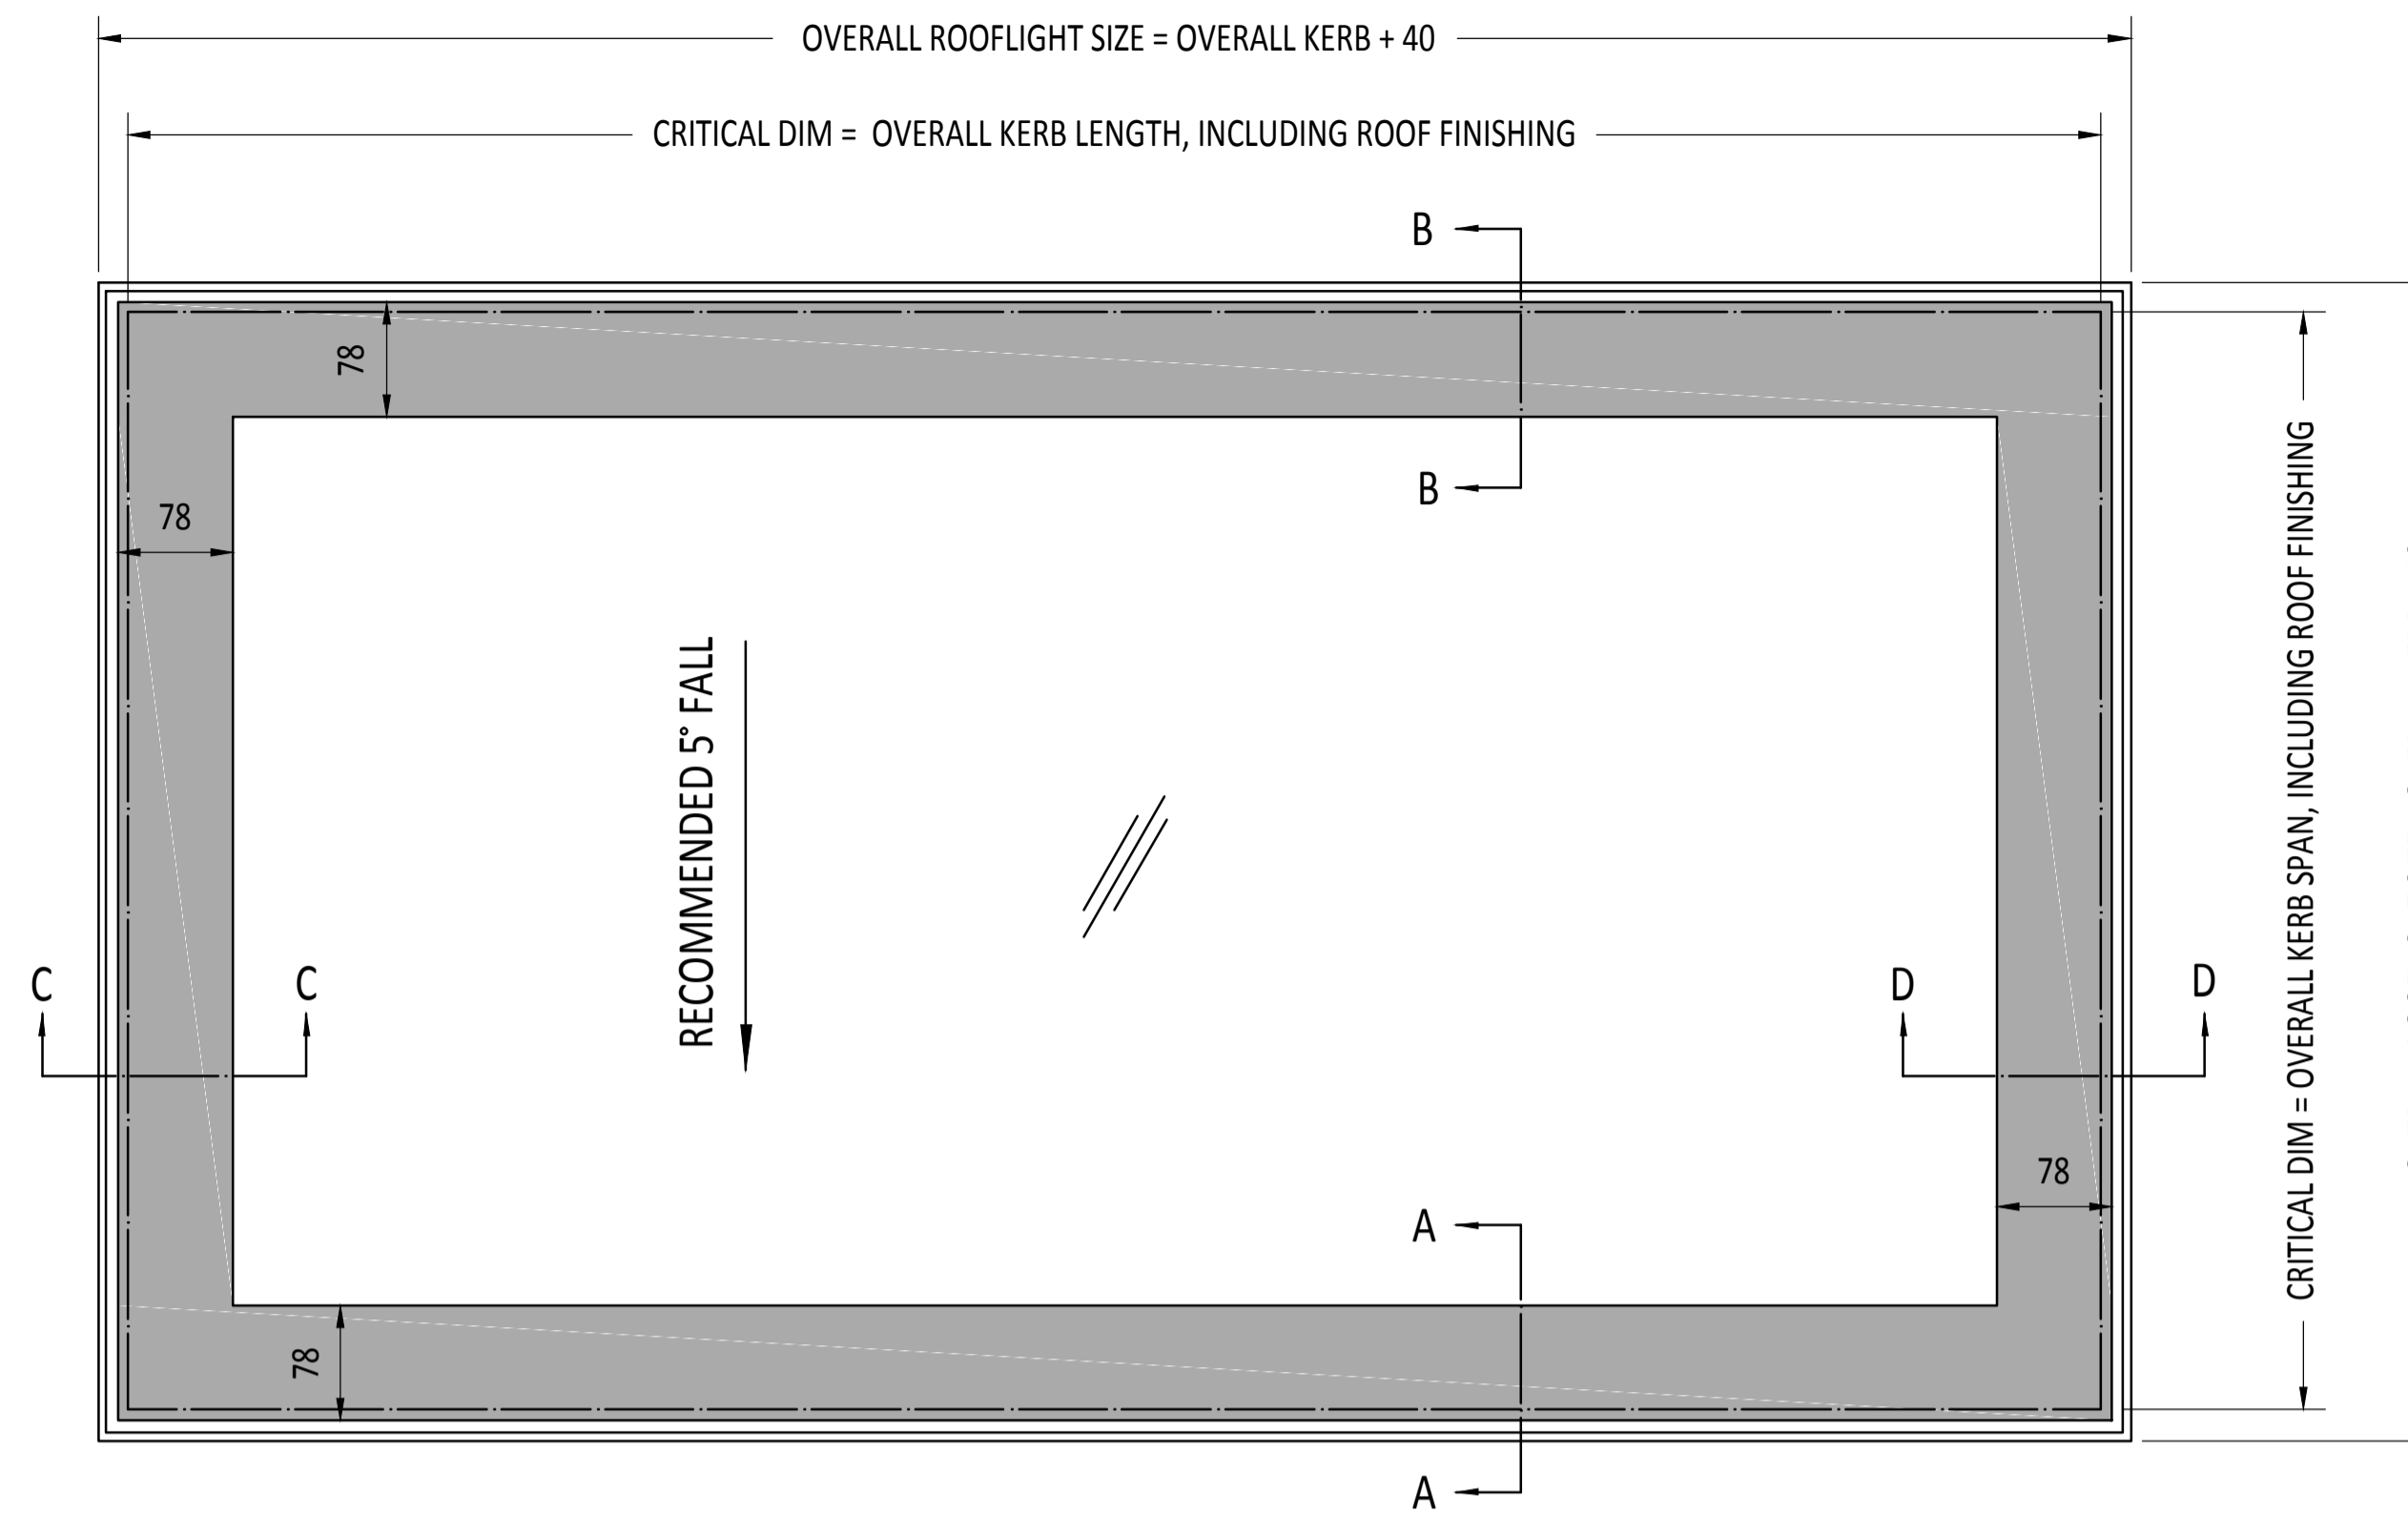 OVERALL ROOFLIGHT SIZE = OVERALL KERB + 40
CRITICAL DIM = OVERALL KERB LENGTH, INCLUDING ROOF FINISHING
B
78
B
78
CRITICAL DIM = OVERALL KERB SPAN, INCLUDING ROOF FINISHING
RECOMMENDED 5° FALL
C
C
D
D
78
A
78
A